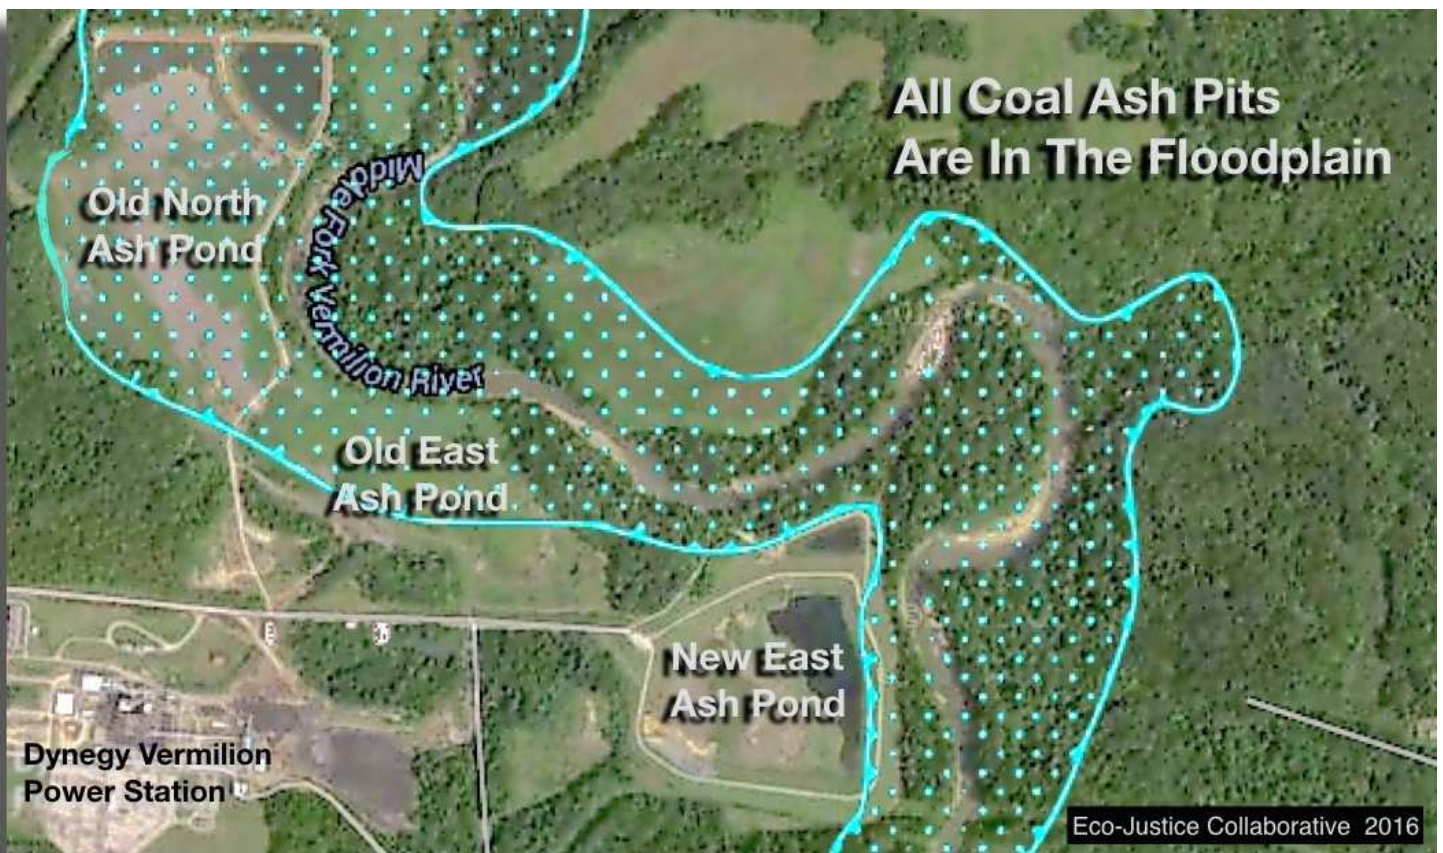 All Coal Ash Pits
Are In The Floodplain
Old North
Ash Pond
Middle Fork Vermilion River
Old East
Ash Pond
New East
Ash Pond
Dynegy Vermilion
Power Station
Eco-Justice Collaborative 2016